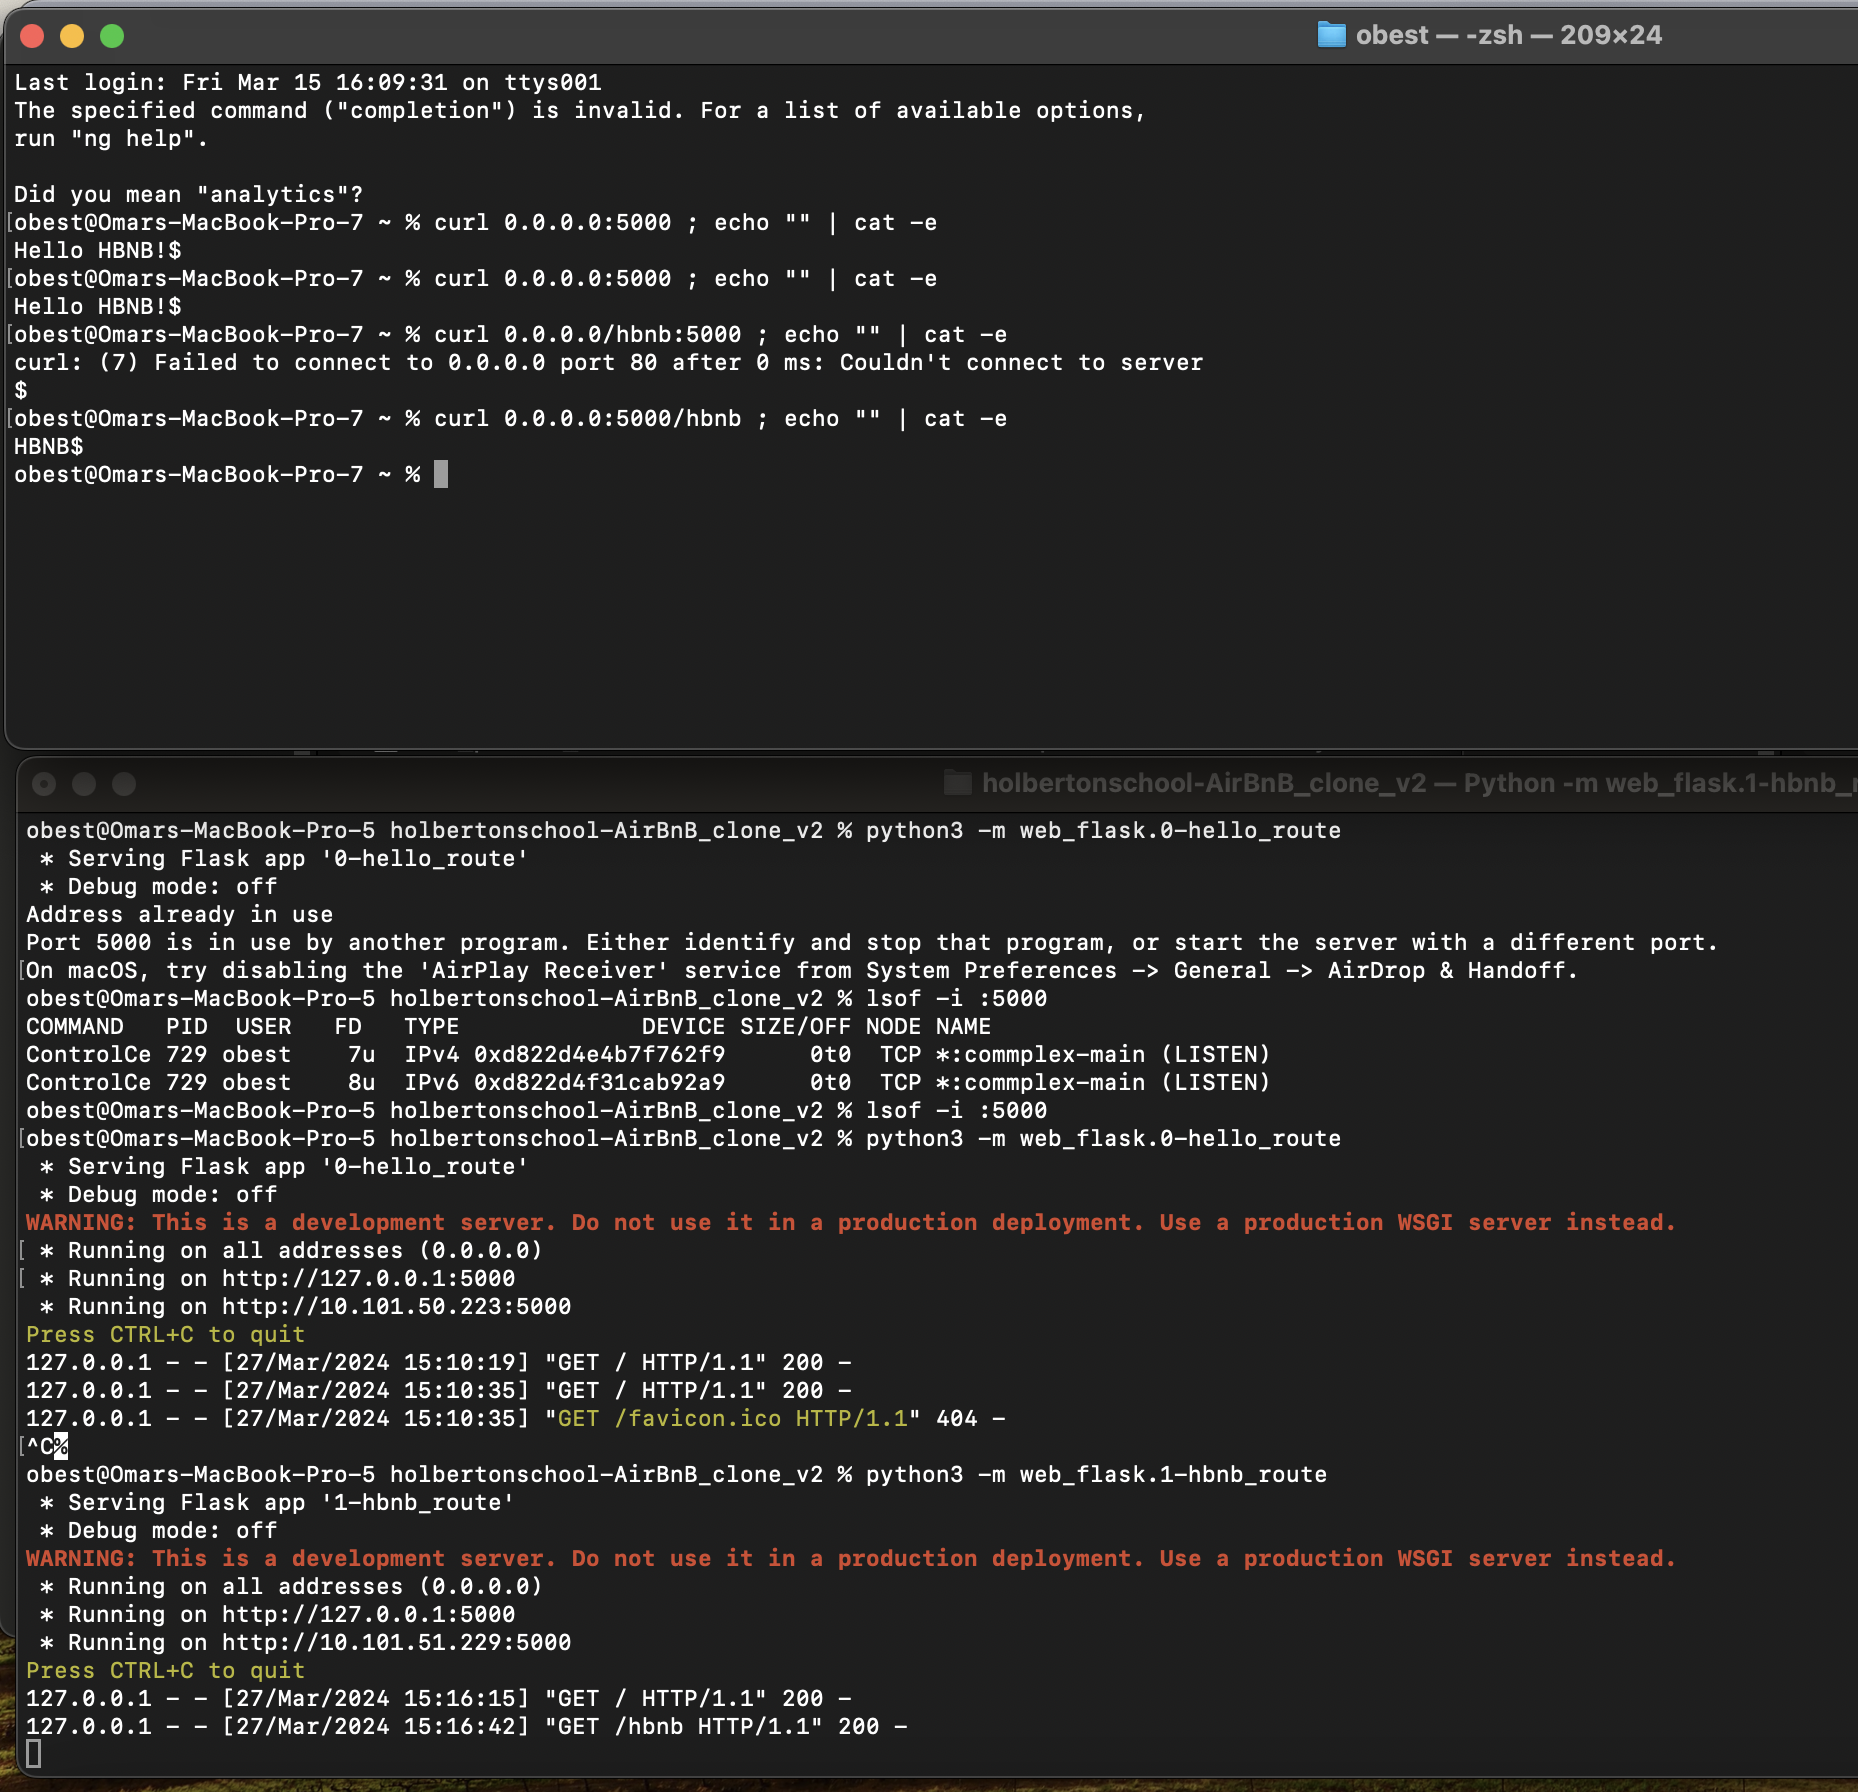 obest — -zsh — 209×24
Last login: Fri Mar 15 16:09:31 on ttys001
The specified command ("completion") is invalid. For a list of available options,
run "ng help".
Did you mean "analytics"?
[obest@Omars-MacBook-Pro-7 ~ % curl 0.0.0.0:5000 ; echo "" | cat -e
Hello HBNB!$
[obest@Omars-MacBook-Pro-7 ~ % curl 0.0.0.0:5000 ; echo "" | cat -e
Hello HBNB!$
[obest@Omars-MacBook-Pro-7 ~ % curl 0.0.0.0/hbnb:5000 ; echo "" | cat -e
curl: (7) Failed to connect to 0.0.0.0 port 80 after 0 ms: Couldn't connect to server
$
[obest@Omars-MacBook-Pro-7 ~ % curl 0.0.0.0:5000/hbnb ; echo "" | cat -e
HBNB$
obest@Omars-MacBook-Pro-7 ~ %
holbertonschool-AirBnB_clone_v2 — Python -m web_flask.1-hbnb_
obest@Omars-MacBook-Pro-5 holbertonschool-AirBnB_clone_v2 % python3 -m web_flask.0-hello_route
 * Serving Flask app '0-hello_route'
 * Debug mode: off
Address already in use
Port 5000 is in use by another program. Either identify and stop that program, or start the server with a different port.
[On macOS, try disabling the 'AirPlay Receiver' service from System Preferences -> General -> AirDrop & Handoff.
obest@Omars-MacBook-Pro-5 holbertonschool-AirBnB_clone_v2 % lsof -i :5000
COMMAND   PID  USER   FD   TYPE             DEVICE SIZE/OFF NODE NAME
ControlCe 729 obest    7u  IPv4 0xd822d4e4b7f762f9      0t0  TCP *:commplex-main (LISTEN)
ControlCe 729 obest    8u  IPv6 0xd822d4f31cab92a9      0t0  TCP *:commplex-main (LISTEN)
obest@Omars-MacBook-Pro-5 holbertonschool-AirBnB_clone_v2 % lsof -i :5000
[obest@Omars-MacBook-Pro-5 holbertonschool-AirBnB_clone_v2 % python3 -m web_flask.0-hello_route
 * Serving Flask app '0-hello_route'
 * Debug mode: off
WARNING: This is a development server. Do not use it in a production deployment. Use a production WSGI server instead.
[ * Running on all addresses (0.0.0.0)
[ * Running on http://127.0.0.1:5000
 * Running on http://10.101.50.223:5000
Press CTRL+C to quit
127.0.0.1 - - [27/Mar/2024 15:10:19] "GET / HTTP/1.1" 200 -
127.0.0.1 - - [27/Mar/2024 15:10:35] "GET / HTTP/1.1" 200 -
127.0.0.1 - - [27/Mar/2024 15:10:35] "GET /favicon.ico HTTP/1.1" 404 -
[^C%
obest@Omars-MacBook-Pro-5 holbertonschool-AirBnB_clone_v2 % python3 -m web_flask.1-hbnb_route
 * Serving Flask app '1-hbnb_route'
 * Debug mode: off
WARNING: This is a development server. Do not use it in a production deployment. Use a production WSGI server instead.
 * Running on all addresses (0.0.0.0)
 * Running on http://127.0.0.1:5000
 * Running on http://10.101.51.229:5000
Press CTRL+C to quit
127.0.0.1 - - [27/Mar/2024 15:16:15] "GET / HTTP/1.1" 200 -
127.0.0.1 - - [27/Mar/2024 15:16:42] "GET /hbnb HTTP/1.1" 200 -